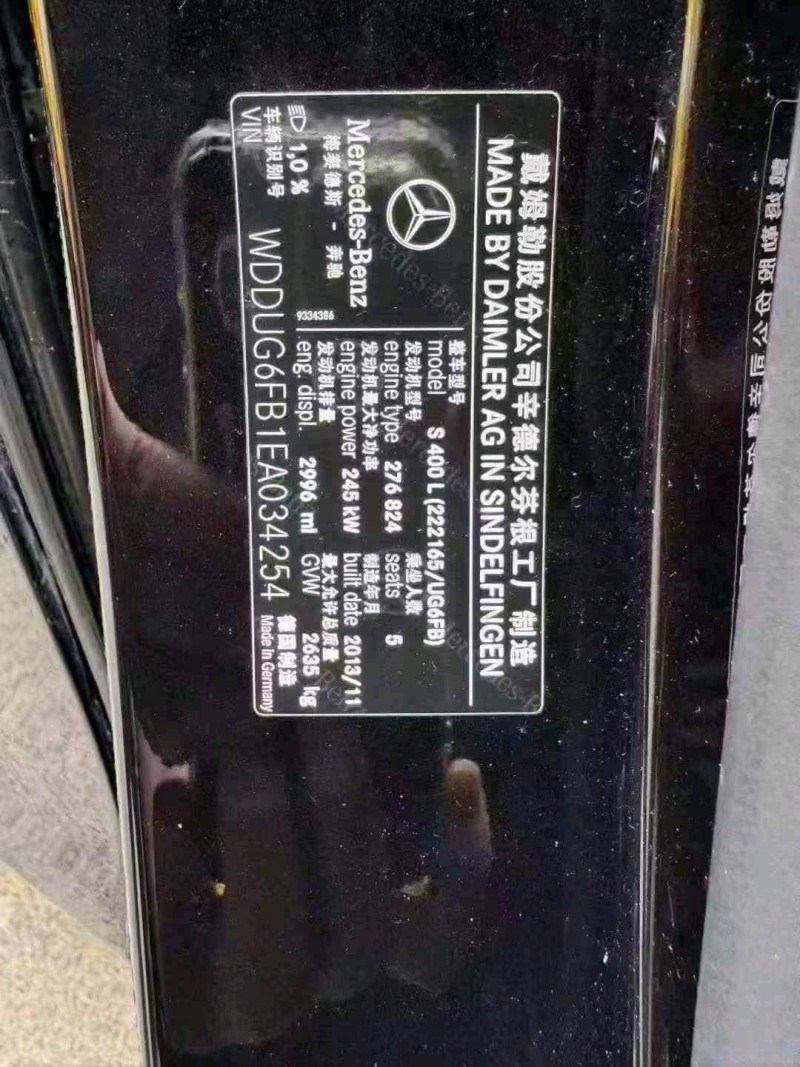 戴姆勒股份公司辛德尔芬根工厂制造
MADE BY DAIMLER AG IN SINDELFINGEN
Mercedes-Benz
梅赛德斯 - 奔驰
1,0 %
9334386
整车型号
model S 400 L (222165/UG6FB)
发动机型号 乘坐人数
engine type 276 824 seats 5
发动机最大净功率 制造年月
engine power 245 kW built date 2013/11
发动机排量 最大允许总质量
eng. displ. 2996 ml GVW 2635 kg
车辆识别号 德国制造
VIN WDDUG6FB1EA034254 Made in Germany